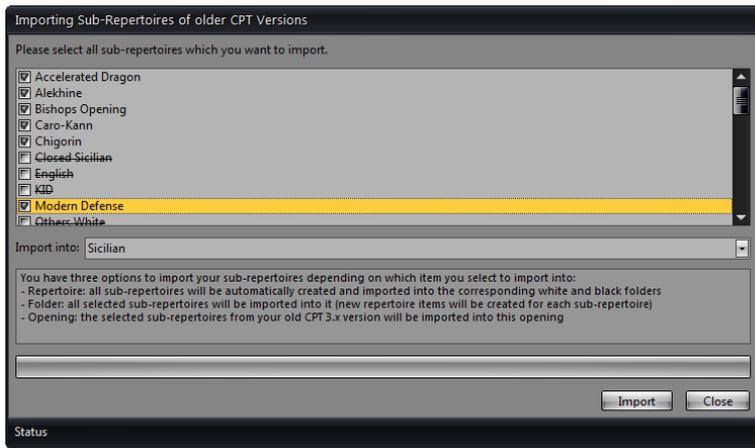 Importing Sub-Repertoires of older CPT Versions
Please select all sub-repertoires which you want to import.
Accelerated Dragon
Alekhine
Bishops Opening
Caro-Kann
Chigorin
Closed Sicilian
English
KID
Modern Defense
Others White
Import into: Sicilian
You have three options to import your sub-repertoires depending on which item you select to import into:
- Repertoire: all sub-repertoires will be automatically created and imported into the corresponding white and black folders
- Folder: all selected sub-repertoires will be imported into it (new repertoire items will be created for each sub-repertoire)
- Opening: the selected sub-repertoires from your old CPT 3.x version will be imported into this opening
Import Close
Status